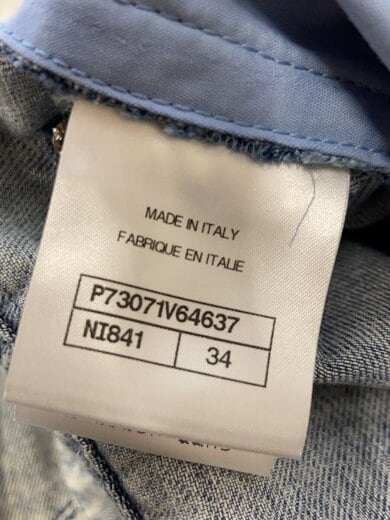 MADE IN ITALY
FABRIQUE EN ITALIE
P73071V64637
NI841 34